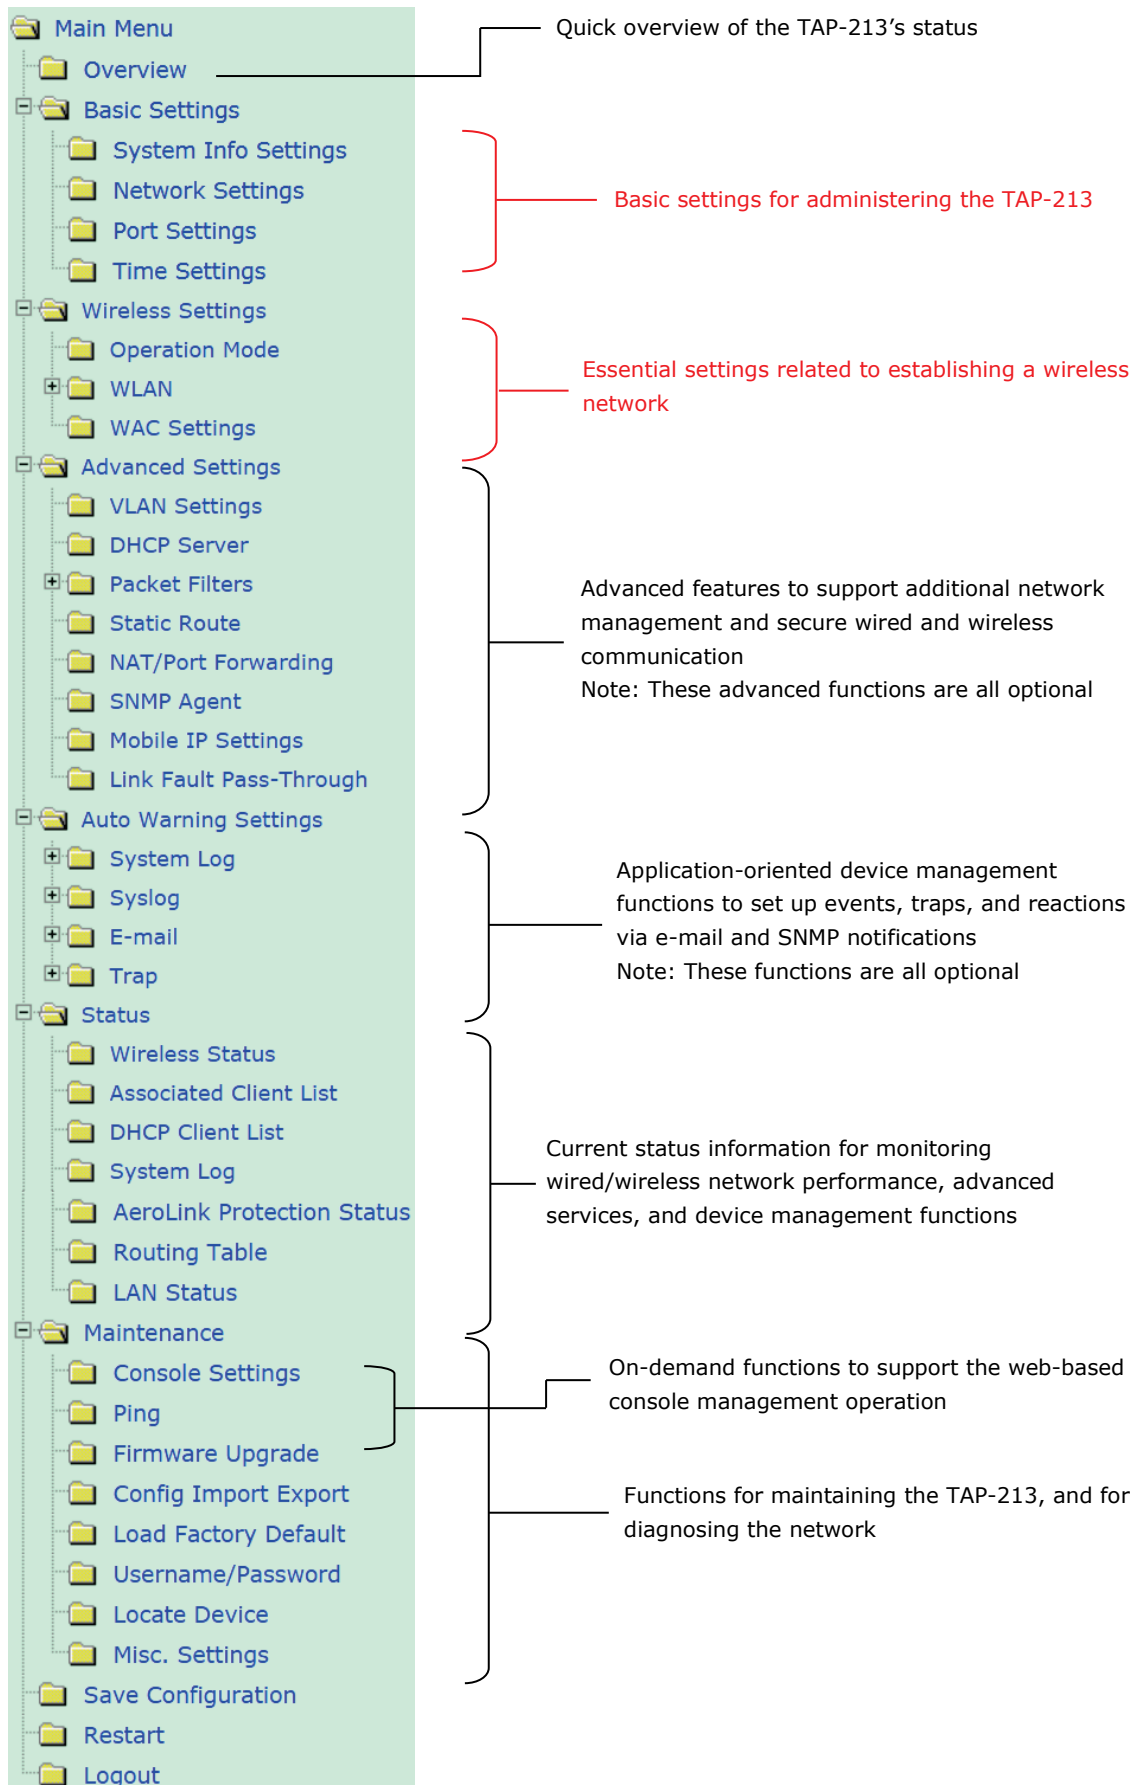 Main Menu
Quick overview of the TAP-213’s status
Overview
Basic Settings
System Info Settings
Network Settings
Port Settings
Time Settings
Basic settings for administering the TAP-213
Wireless Settings
Operation Mode
WLAN
WAC Settings
Essential settings related to establishing a wireless
network
Advanced Settings
VLAN Settings
DHCP Server
Packet Filters
Static Route
NAT/Port Forwarding
SNMP Agent
Mobile IP Settings
Link Fault Pass-Through
Advanced features to support additional network
management and secure wired and wireless
communication
Note: These advanced functions are all optional
Auto Warning Settings
System Log
Syslog
E-mail
Trap
Application-oriented device management
functions to set up events, traps, and reactions
via e-mail and SNMP notifications
Note: These functions are all optional
Status
Wireless Status
Associated Client List
DHCP Client List
System Log
AeroLink Protection Status
Routing Table
LAN Status
Current status information for monitoring
wired/wireless network performance, advanced
services, and device management functions
Maintenance
Console Settings
Ping
Firmware Upgrade
Config Import Export
Load Factory Default
Username/Password
Locate Device
Misc. Settings
On-demand functions to support the web-based
console management operation
Functions for maintaining the TAP-213, and for
diagnosing the network
Save Configuration
Restart
Logout